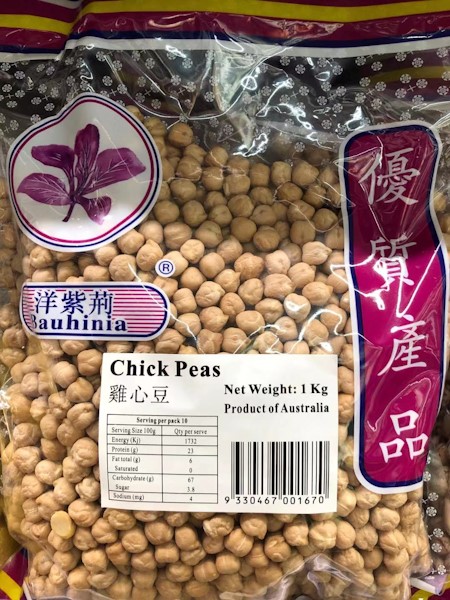 優質產品
®
洋紫荊
Bauhinia
Chick Peas
雞心豆
Net Weight: 1 Kg
Product of Australia
Serving per pack 10
Serving Size 100g Qty per serve
Energy (Kj) 1732
Protein (g) 23
Fat total (g) 6
Saturated 0
Carbohydrate (g) 67
Sugar 3.8
Sodium (mg) 4
9 330467 001670